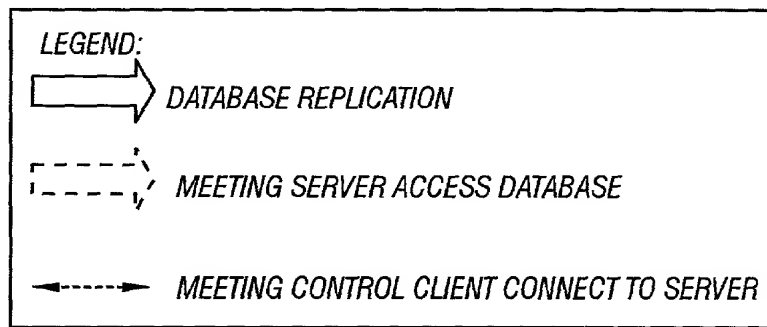 LEGEND:
DATABASE REPLICATION
MEETING SERVER ACCESS DATABASE
MEETING CONTROL CLIENT CONNECT TO SERVER